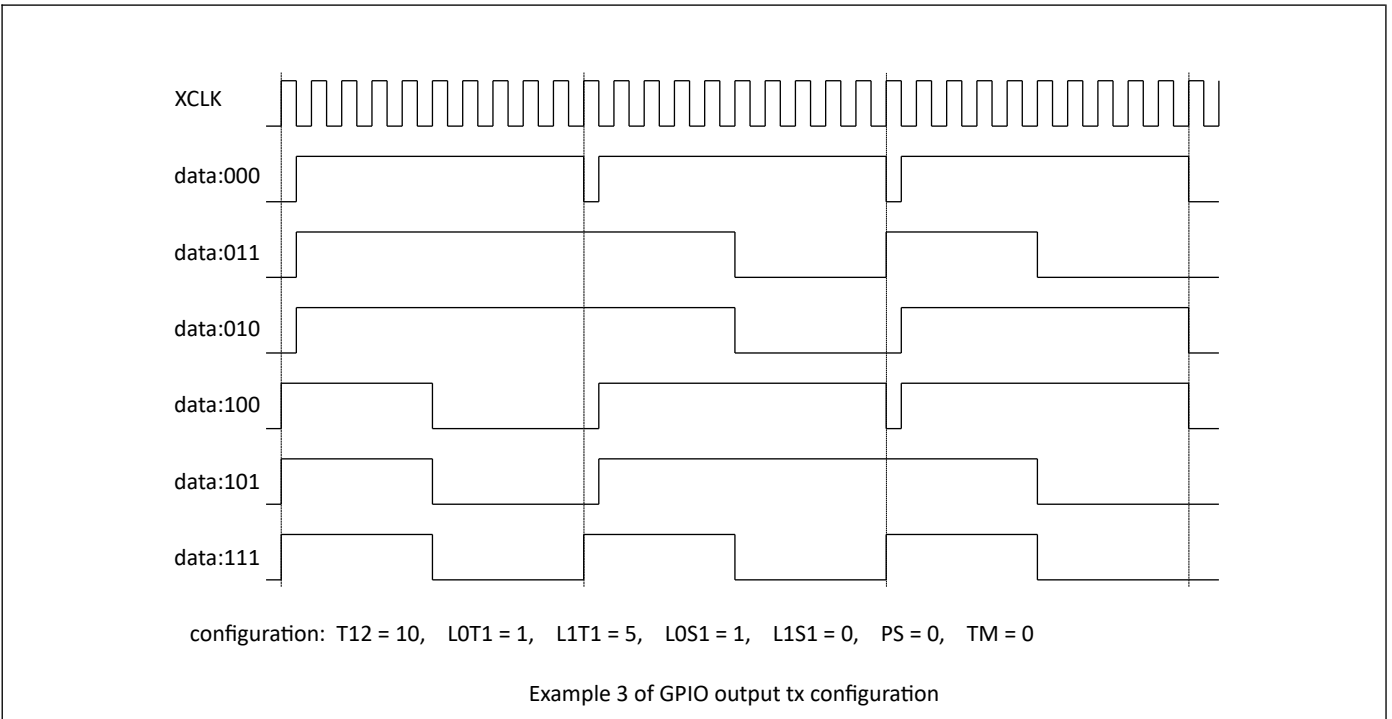 XCLK
data:000
data:011
data:010
data:100
data:101
data:111
configuration: T12 = 10, L0T1 = 1, L1T1 = 5, L0S1 = 1, L1S1 = 0, PS = 0, TM = 0
Example 3 of GPIO output tx configuration